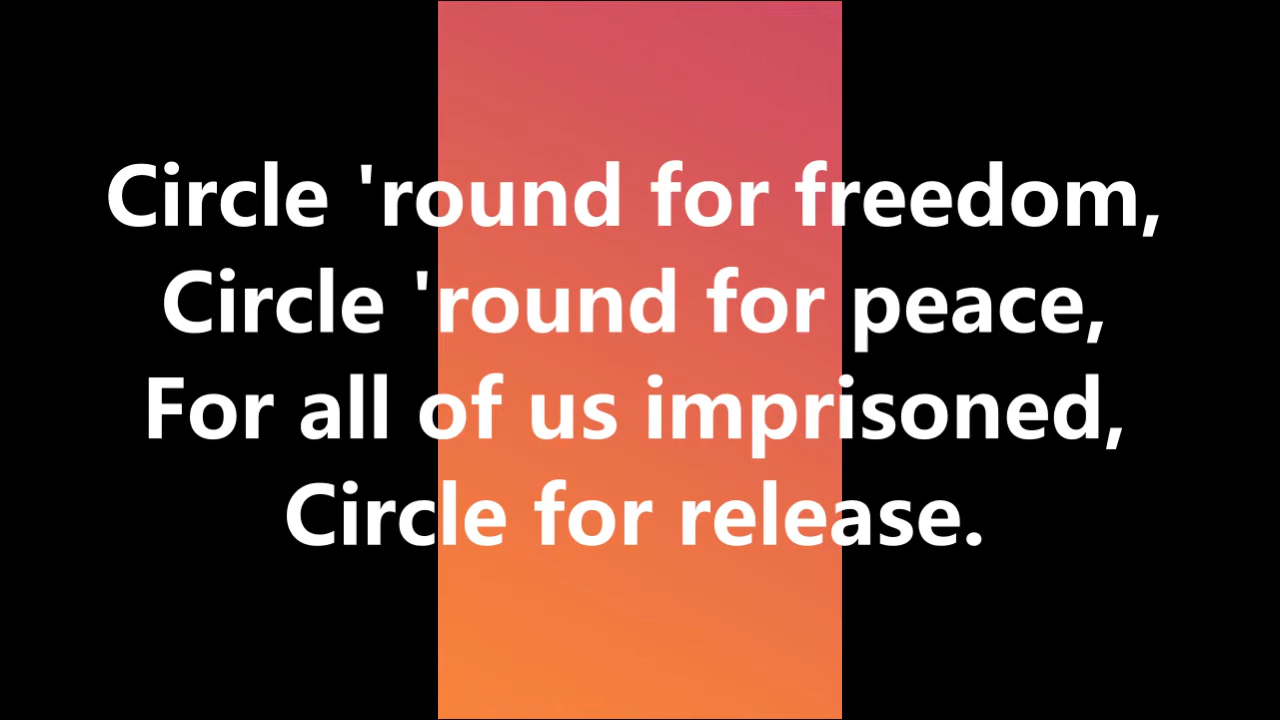 Circle 'round for freedom,
Circle 'round for peace,
For all of us imprisoned,
Circle for release.